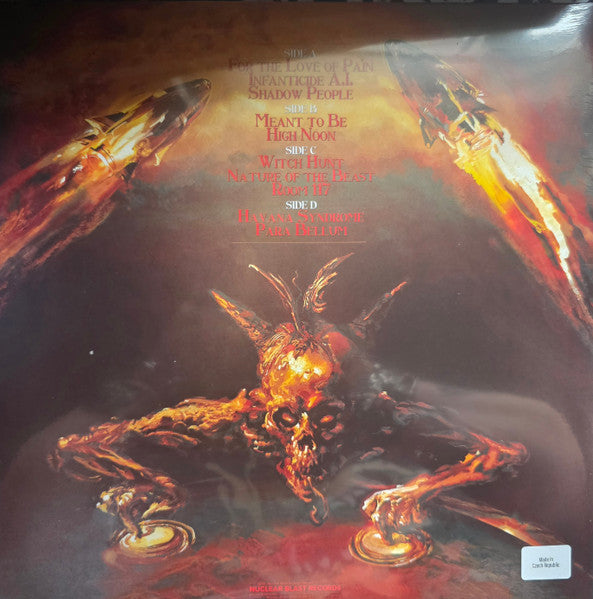 SIDE A
FOR THE LOVE OF PAIN
INFANTICIDE A.I.
SHADOW PEOPLE
SIDE B
MEANT TO BE
HIGH NOON
SIDE C
WITCH HUNT
NATURE OF THE BEAST
ROOM 117
SIDE D
HAVANA SYNDROME
PARA BELLUM
NUCLEAR BLAST RECORDS
Made in
Czech Republic